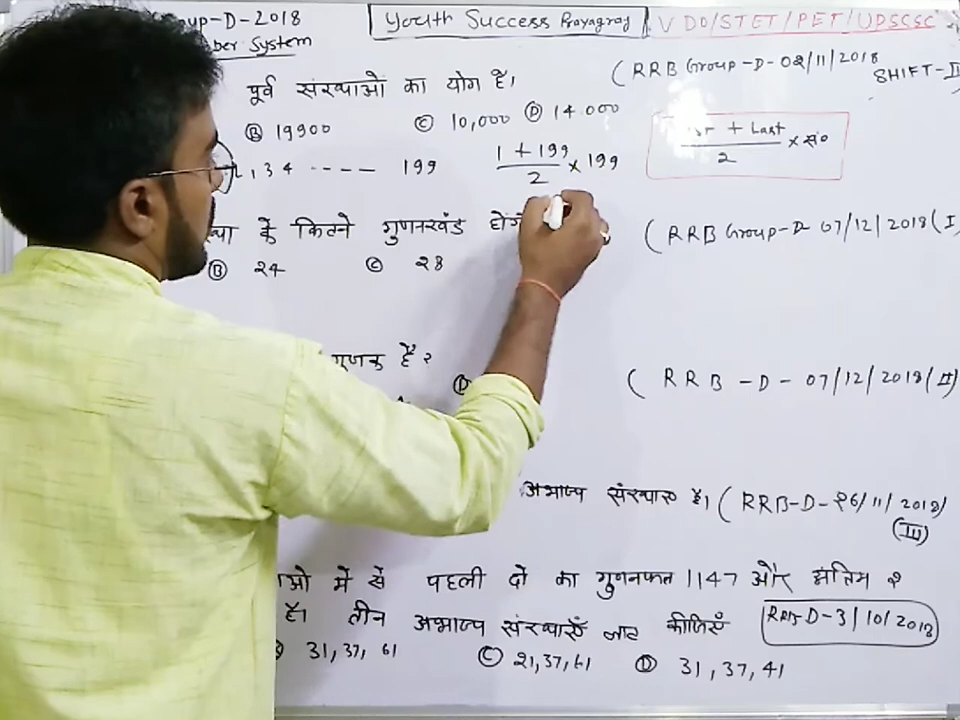 Group-D-2018 Youth Success Prayagraj VDO/STET/PET/UPSSSC
ber System
पूर्व संख्याओ का योग है। (RRB Group-D-02/11/2018
SHIFT-II
Ⓑ 19900 Ⓒ 10,000 Ⓓ 14000
+ Last / 2 × सं०
, 3 4 ---- 199 1 + 199 / 2 × 199
के कितने गुणनखंड होंगे (RRB Group-D 07/12/2018(I)
Ⓑ 24 Ⓒ 28
गुणक है? (RRB-D-07/12/2018(II)
Ⓓ
अभाज्य संख्याए है। (RRB-D-26/11/2018/
(III)
ओ में से पहली दो का गुणनफल 1147 और अंतिम २
है। तीन अभाज्य संख्याएँ ज्ञात कीजिएँ RRB-D-3/10/2018
31, 37, 61 Ⓒ 21, 37, 61 Ⓓ 31, 37, 41